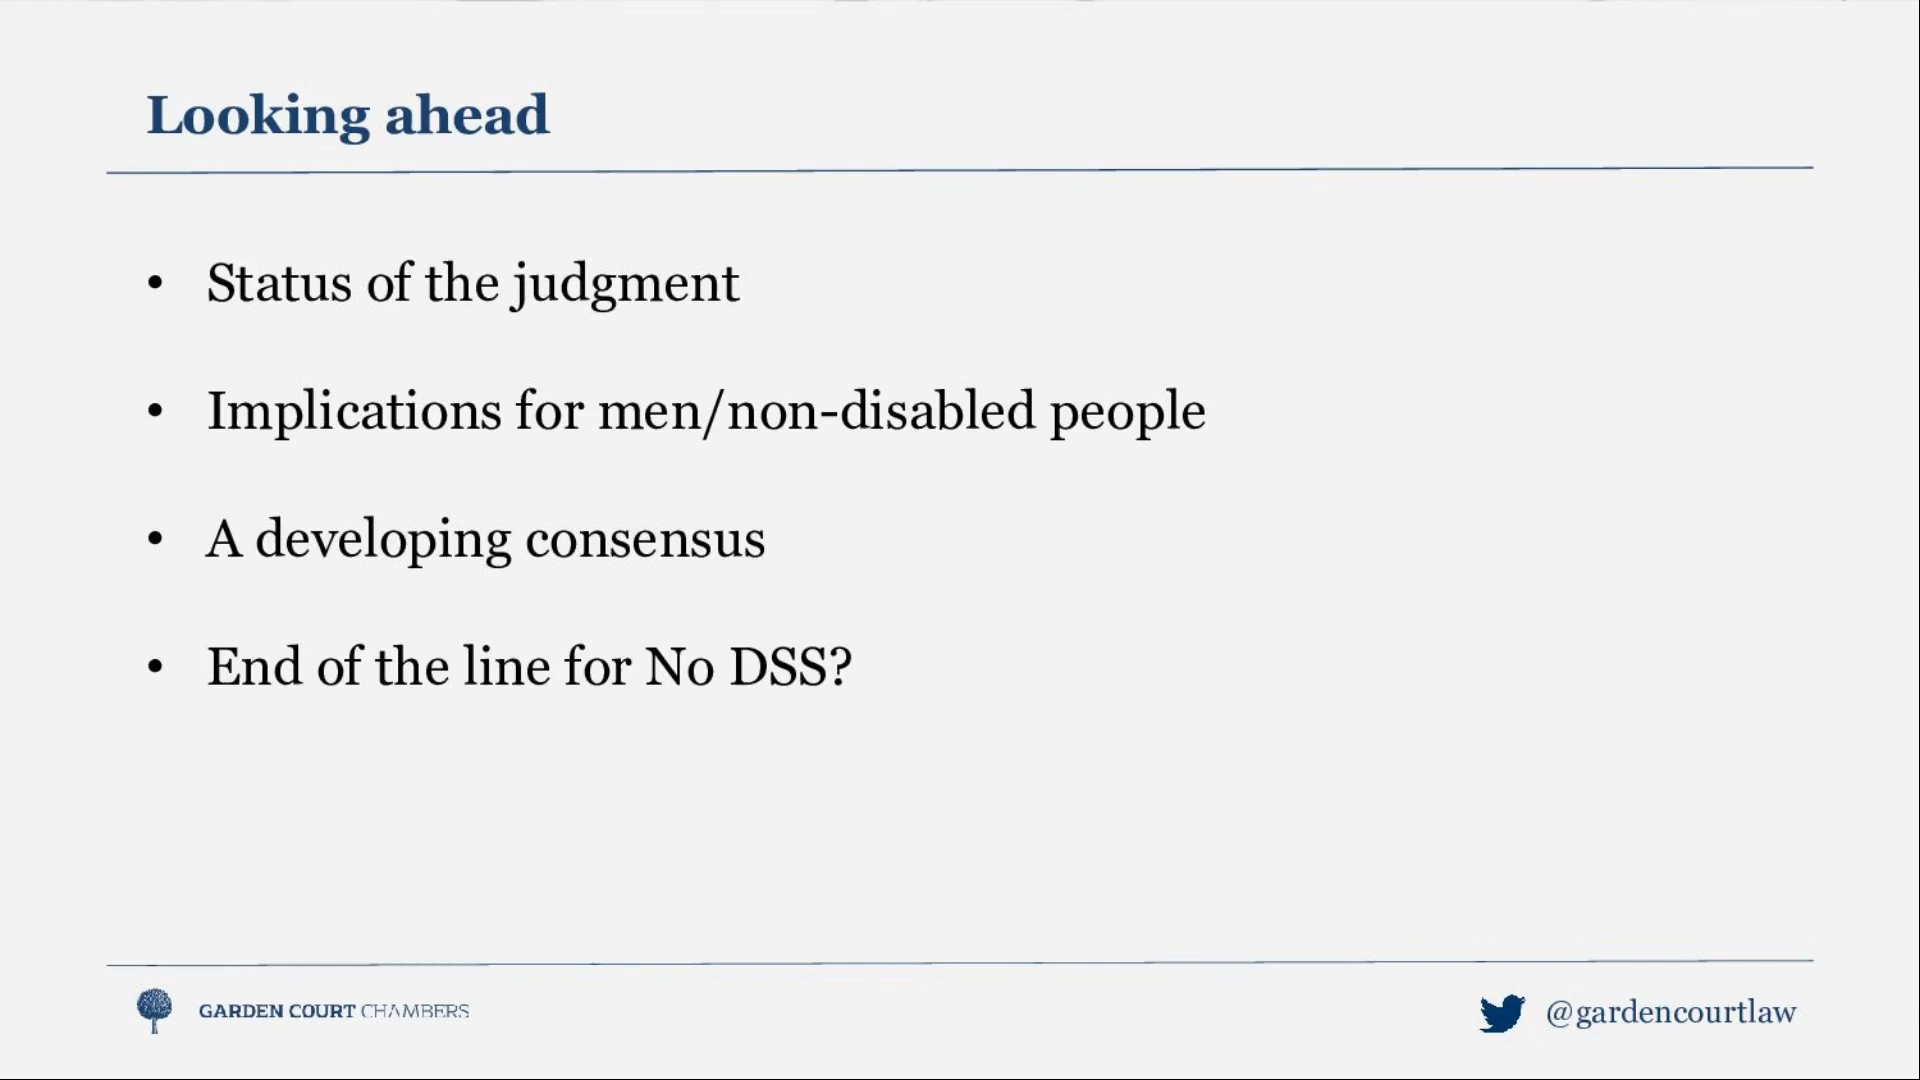 Looking ahead
• Status of the judgment
• Implications for men/non-disabled people
• A developing consensus
• End of the line for No DSS?
GARDEN COURT CHAMBERS
@gardencourtlaw